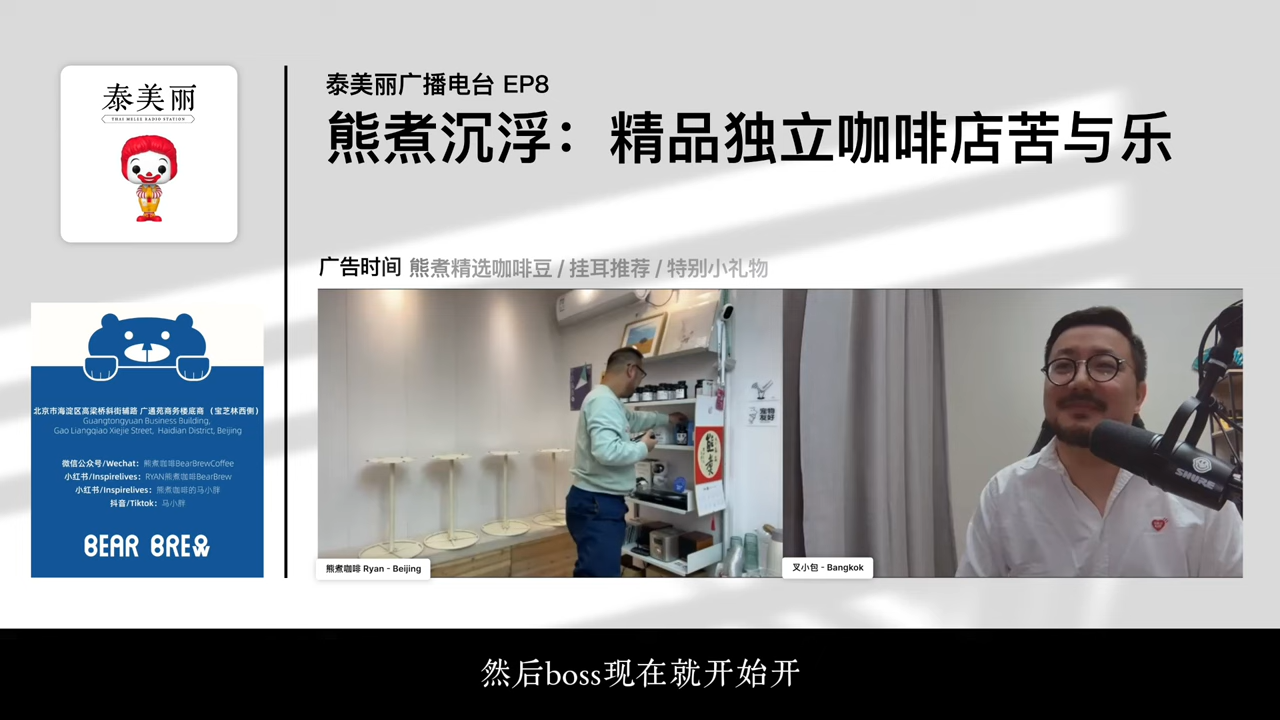 泰美丽
THAI MELEE RADIO STATION
泰美丽广播电台 EP8
熊煮沉浮：精品独立咖啡店苦与乐
广告时间 熊煮精选咖啡豆 / 挂耳推荐 / 特别小礼物
北京市海淀区高梁桥斜街辅路 广通苑商务楼底商 （宝芝林西侧）
Guangtongyuan Business Building,
Gao Liangqiao Xiejie Street, Haidian District, Beijing
微信公众号/Wechat: 熊煮咖啡BearBrewCoffee
小红书/Inspirelives: RYAN熊煮咖啡BearBrew
小红书/Inspirelives: 熊煮咖啡的马小胖
抖音/Tiktok: 马小胖
BEAR BREW
熊煮
宠物友好
SHURE
熊煮咖啡 Ryan - Beijing
叉小包 - Bangkok
然后boss现在就开始开